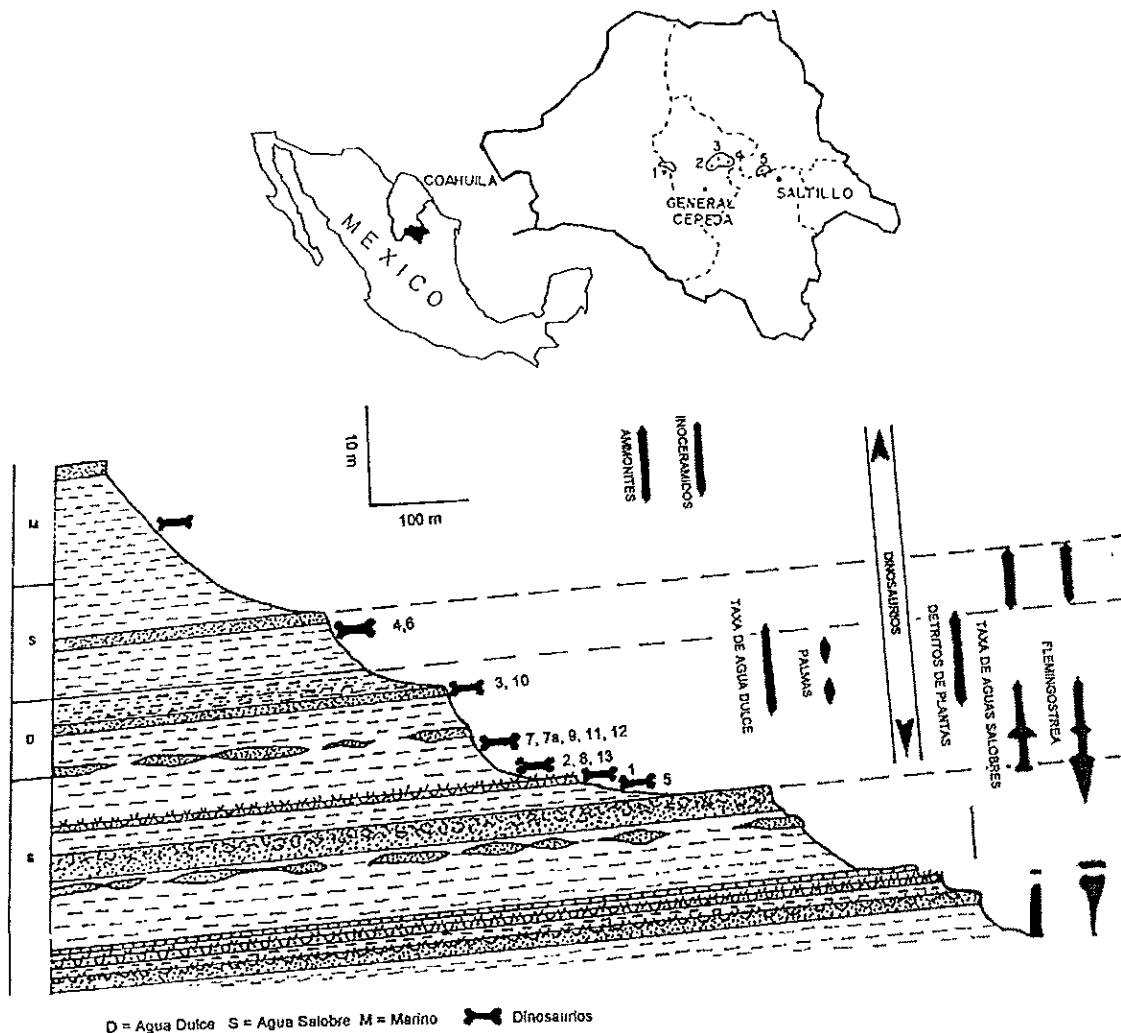 COAHUILA
MEXICO
1
2
3
4
5
GENERAL
CEPEDA
SALTILLO
10 m
100 m
AMMONITES
INOCERAMIDOS
DINOSAURIOS
TAXA DE AGUA DULCE
PALMAS
DETRITOS DE PLANTAS
TAXA DE AGUAS SALOBRES
FLEMINGOSTREA
M
S
D
S
4,6
3, 10
7, 7a, 9, 11, 12
2, 8, 13
1
5
D = Agua Dulce S = Agua Salobre M = Marino Dinosaurios